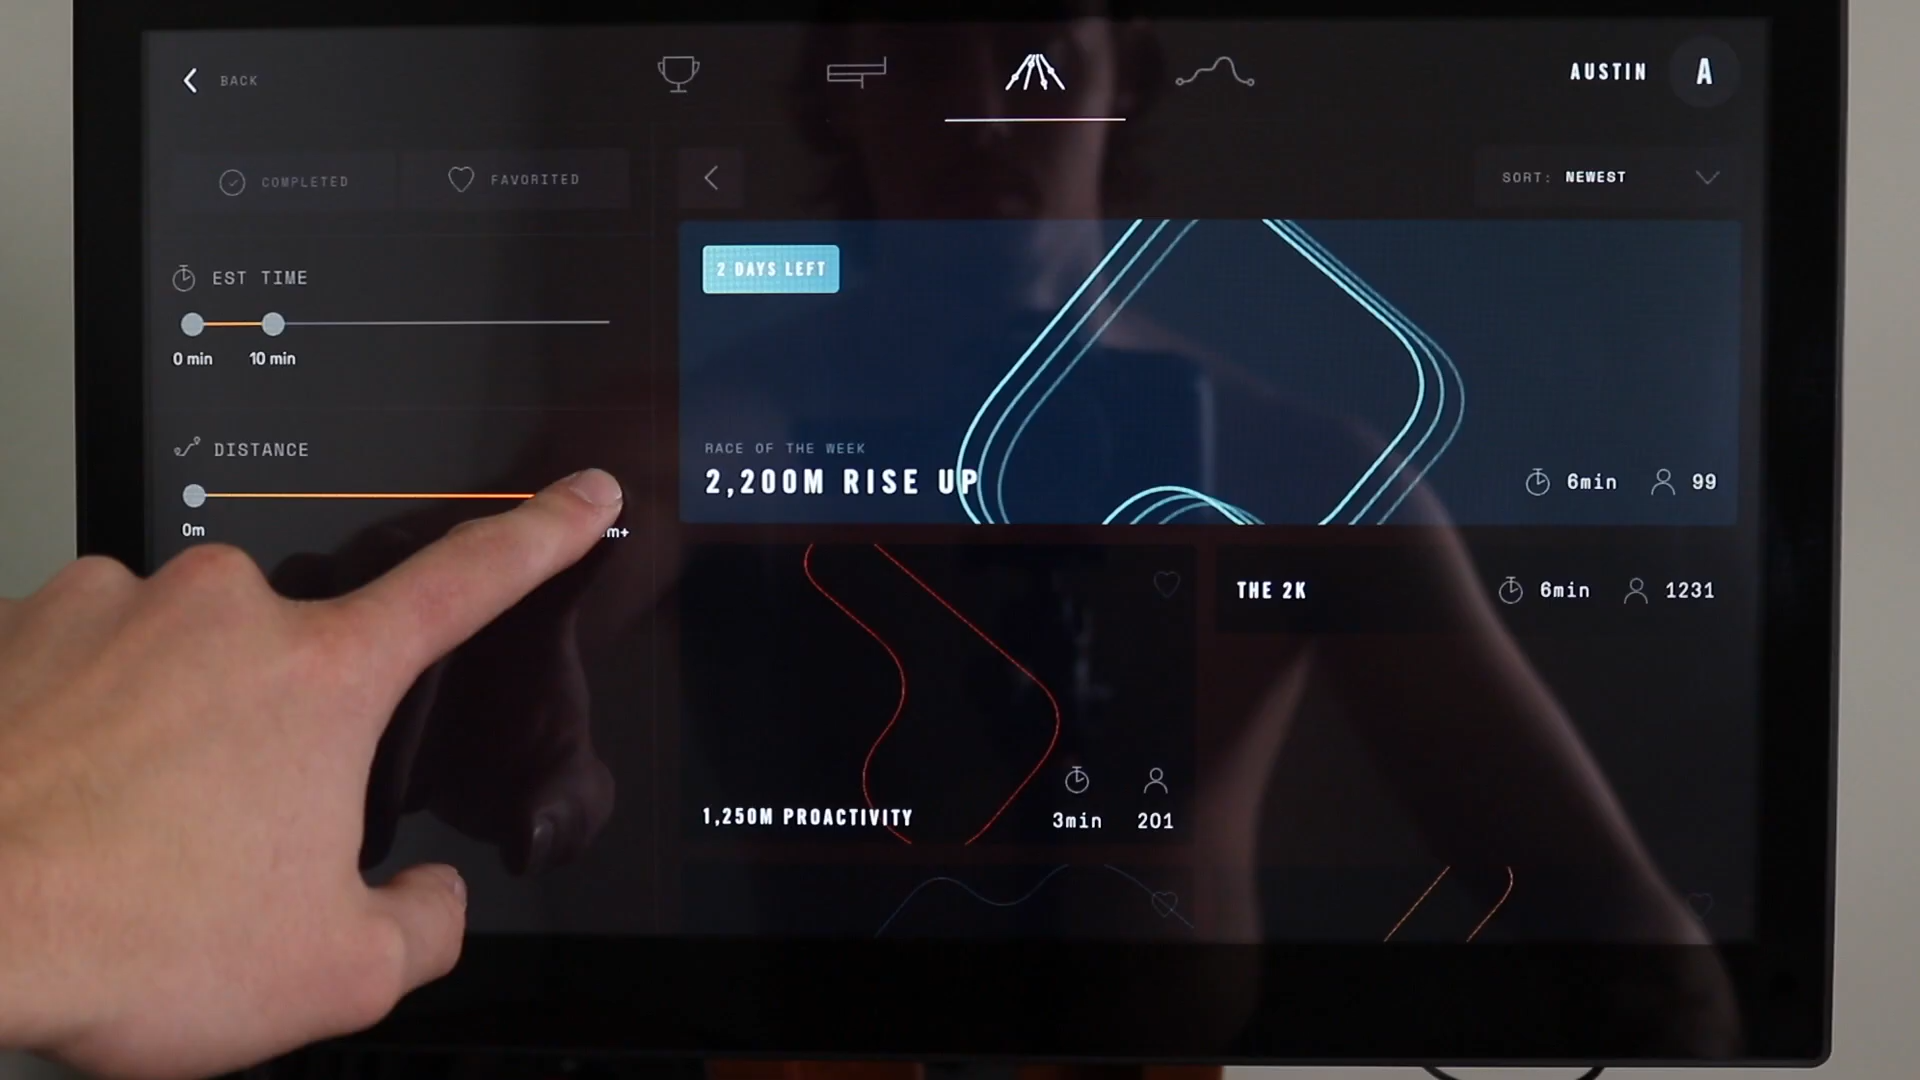 BACK
AUSTIN
A
COMPLETED
FAVORITED
SORT: NEWEST
EST TIME
0 min
10 min
DISTANCE
0m
m+
2 DAYS LEFT
RACE OF THE WEEK
2,200M RISE UP
6min
99
THE 2K
6min
1231
1,250M PROACTIVITY
3min
201